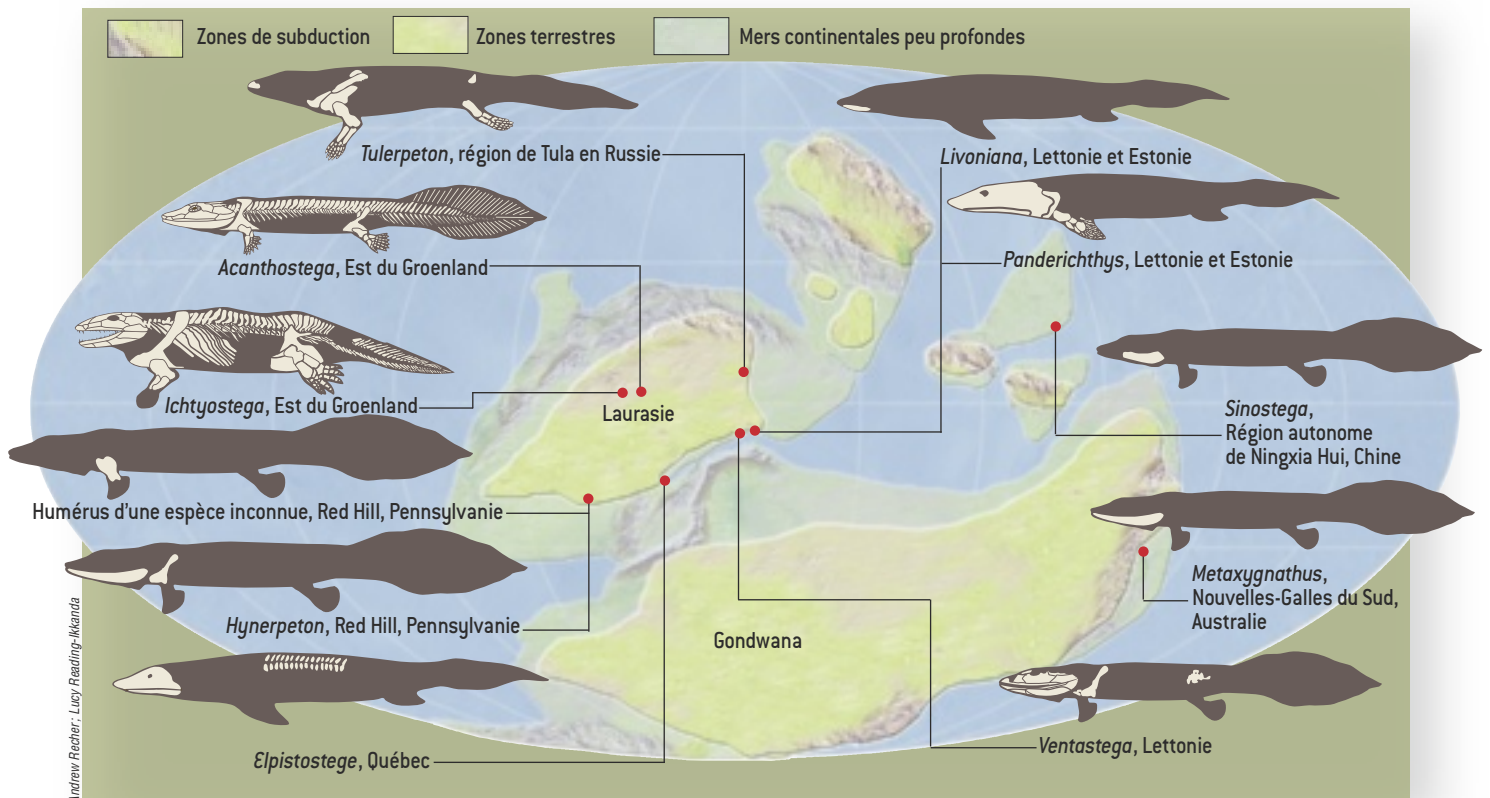 Zones de subduction
Zones terrestres
Mers continentales peu profondes
Tulerpeton, région de Tula en Russie
Livoniana, Lettonie et Estonie
Acanthostega, Est du Groenland
Panderichthys, Lettonie et Estonie
Ichtyostega, Est du Groenland
Laurasie
Sinostega,
Région autonome
de Ningxia Hui, Chine
Humérus d'une espèce inconnue, Red Hill, Pennsylvanie
Metaxygnathus,
Nouvelles-Galles du Sud,
Australie
Hynerpeton, Red Hill, Pennsylvanie
Gondwana
Elpistostege, Québec
Ventastega, Lettonie
Andrew Recher ; Lucy Reading-Ikkanda